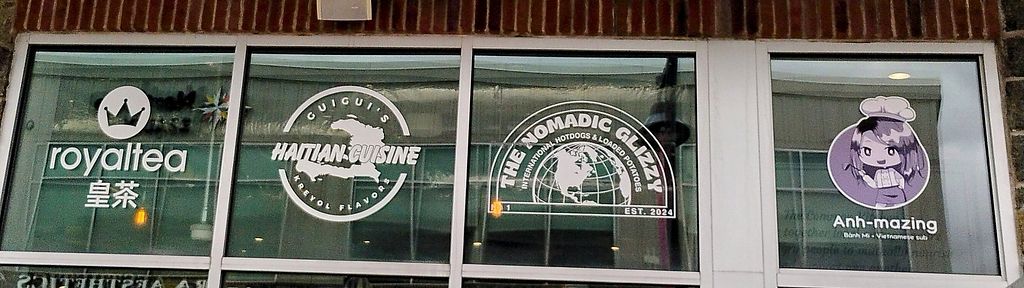 royaltea
皇茶
GUIGUI'S
HAITIAN CUISINE
KREYOL FLAVORS
THE NOMADIC GLIZZY
INTERNATIONAL HOTDOGS & LOADED POTATOES
EST. 2024
Anh-mazing
Bánh Mì • Vietnamese sub